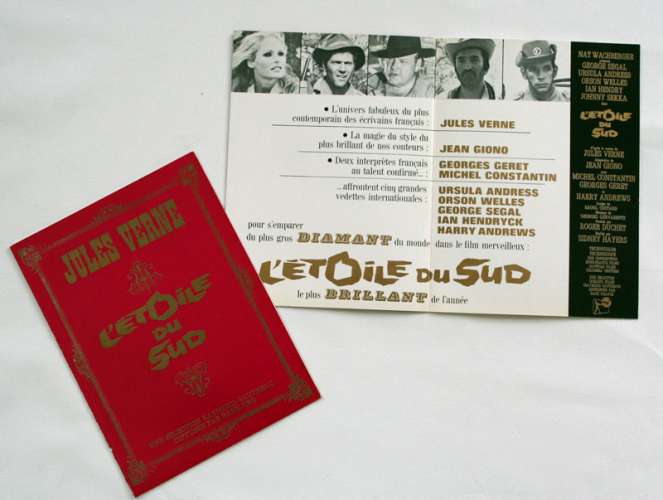 JULES VERNE
L'ÉTOILE
DU
SUD
• L'univers fabuleux du plus
contemporain des écrivains français :
JULES VERNE
• La magie du style du
plus brillant de nos conteurs :
JEAN GIONO
• Deux interprètes français
au talent confirmé... :
GEORGES GERET
MICHEL CONSTANTIN
...affrontent cinq grandes
vedettes internationales :
URSULA ANDRESS
ORSON WELLES
GEORGE SEGAL
IAN HENDRYCK
HARRY ANDREWS
pour s'emparer
du plus gros DIAMANT du monde dans le film merveilleux :
L'ÉTOILE DU SUD
le plus BRILLANT de l'année
NAT WACHBERGER
GEORGE SEGAL
URSULA ANDRESS
ORSON WELLES
IAN HENDRY
JOHNNY SEKKA
L'ÉTOILE
DU
SUD
JULES VERNE
JEAN GIONO
MICHEL CONSTANTIN
GEORGES GERET
HARRY ANDREWS
ROGER DUCHET
SIDNEY HAYERS